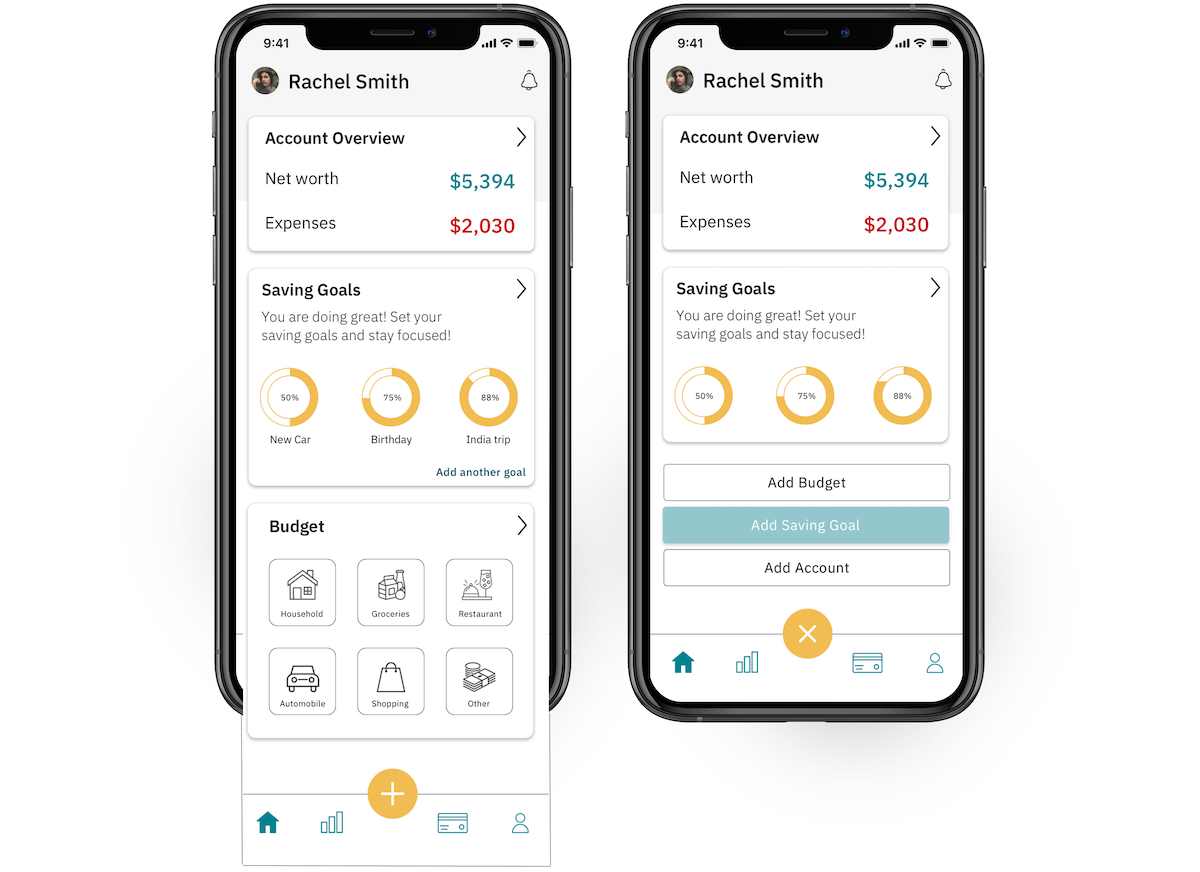 9:41
Rachel Smith
Account Overview
Net worth
$5,394
Expenses
$2,030
Saving Goals
You are doing great! Set your
saving goals and stay focused!
50%
75%
88%
New Car
Birthday
India trip
Add another goal
Budget
Household
Groceries
Restaurant
Automobile
Shopping
Other
9:41
Rachel Smith
Account Overview
Net worth
$5,394
Expenses
$2,030
Saving Goals
You are doing great! Set your
saving goals and stay focused!
50%
75%
88%
Add Budget
Add Saving Goal
Add Account